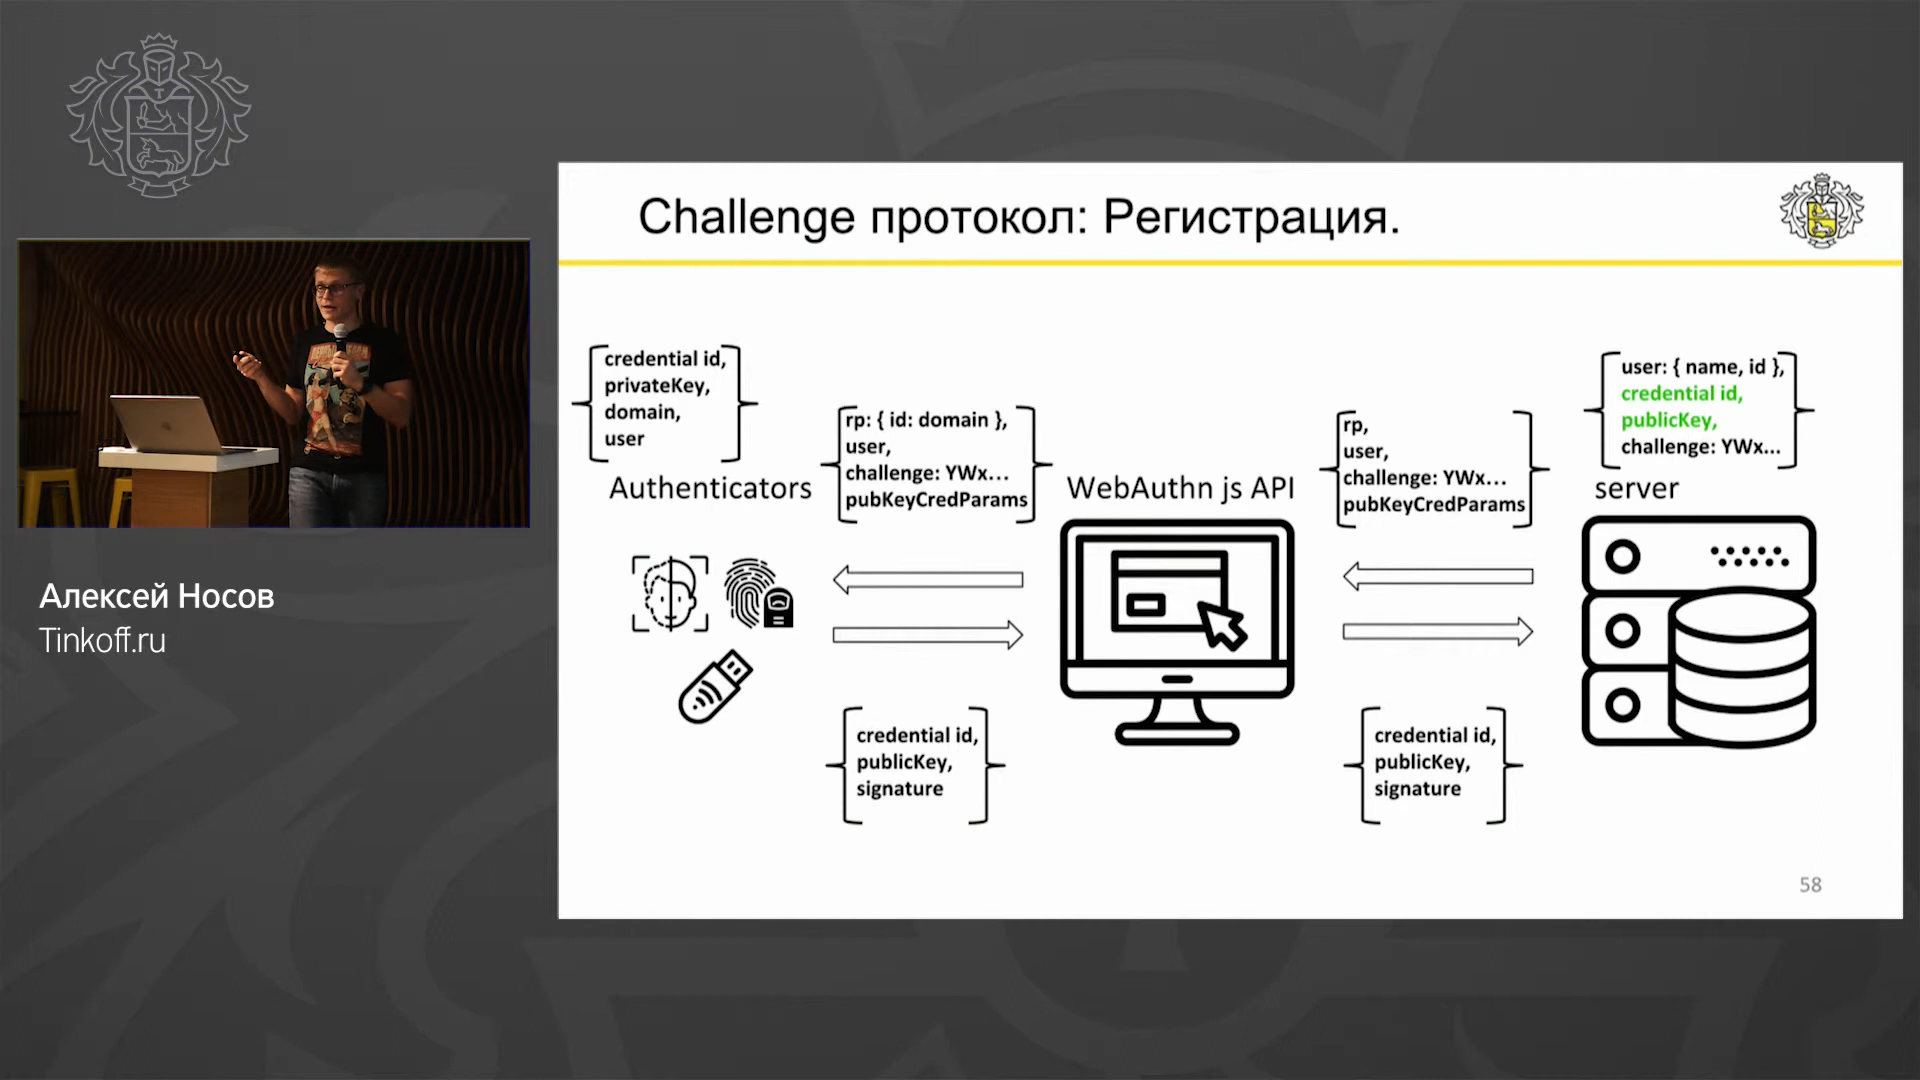 Challenge протокол: Регистрация.
credential id,
privateKey,
domain,
user
Authenticators
rp: { id: domain },
user,
challenge: YWx...
pubKeyCredParams
WebAuthn js API
rp,
user,
challenge: YWx...
pubKeyCredParams
user: { name, id },
credential id,
publicKey,
challenge: YWx...
server
credential id,
publicKey,
signature
credential id,
publicKey,
signature
58
Алексей Носов
Tinkoff.ru